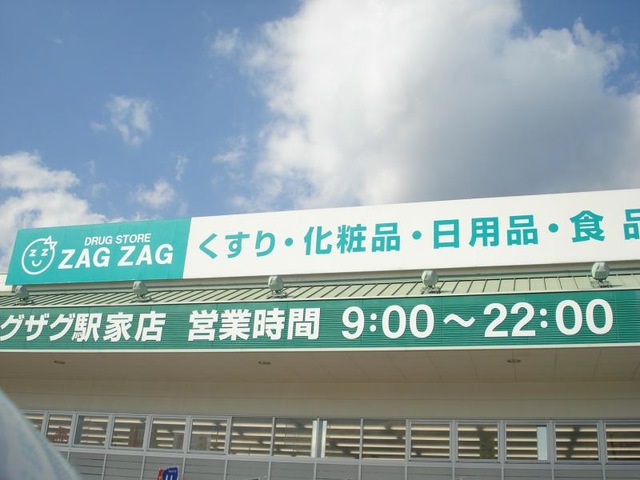 DRUG STORE
ZAG ZAG
くすり・化粧品・日用品・食品
グザグ駅家店 営業時間 9:00～22:00